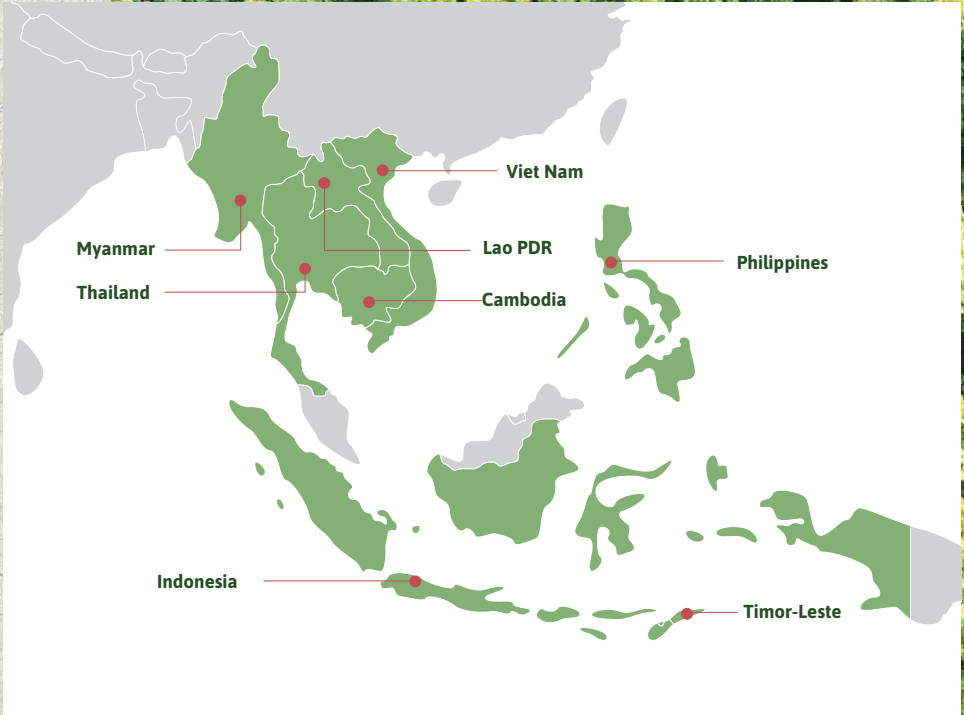 Viet Nam
Myanmar
Lao PDR
Philippines
Thailand
Cambodia
Indonesia
Timor-Leste